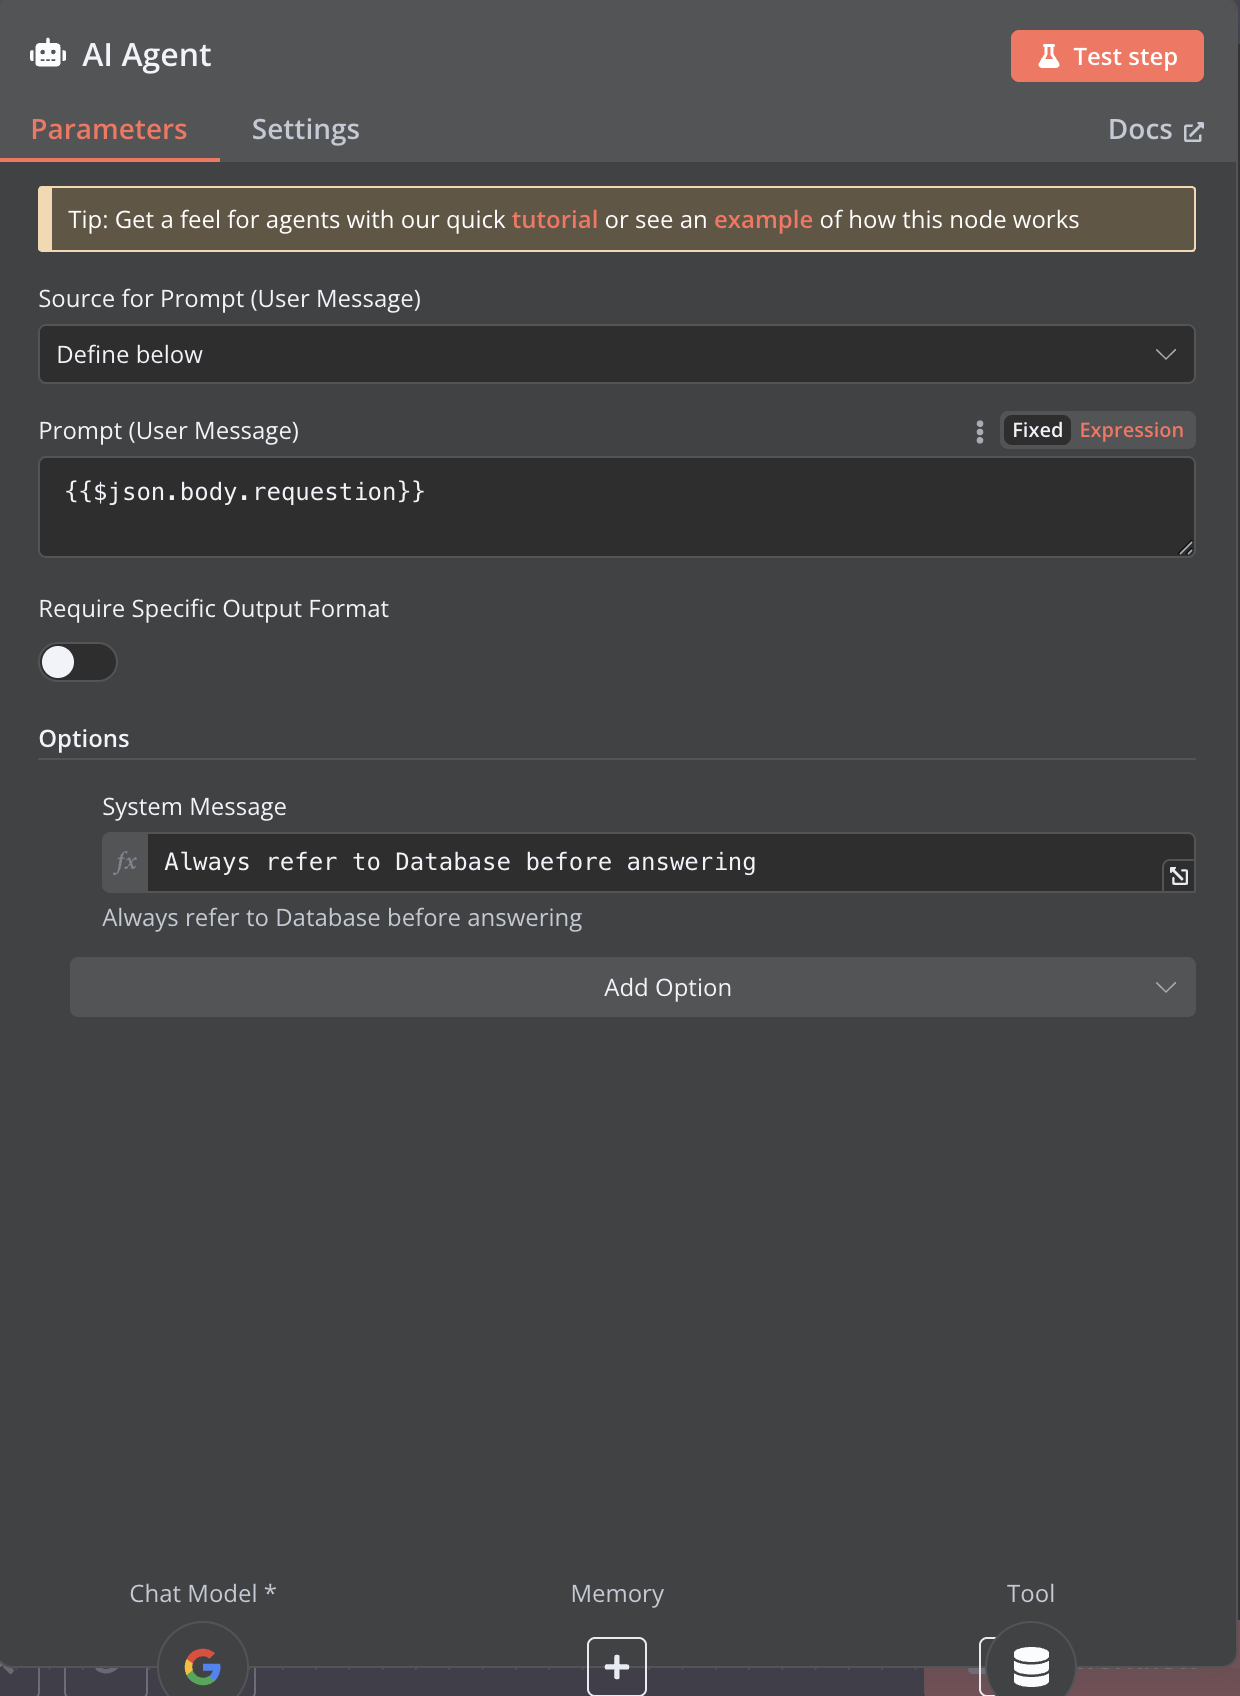 AI Agent
Test step
Parameters
Settings
Docs
Tip: Get a feel for agents with our quick tutorial or see an example of how this node works
Source for Prompt (User Message)
Define below
Prompt (User Message)
Fixed
Expression
{{$json.body.requestion}}
Require Specific Output Format
Options
System Message
fx
Always refer to Database before answering
Always refer to Database before answering
Add Option
Chat Model *
Memory
Tool